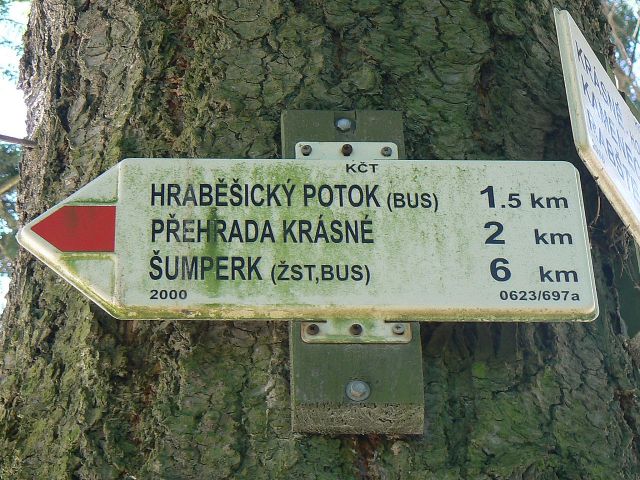 KČT
HRABĚŠICKÝ POTOK (BUS) 1.5 km
PŘEHRADA KRÁSNÉ 2 km
ŠUMPERK (ŽST,BUS) 6 km
2000 0623/697a